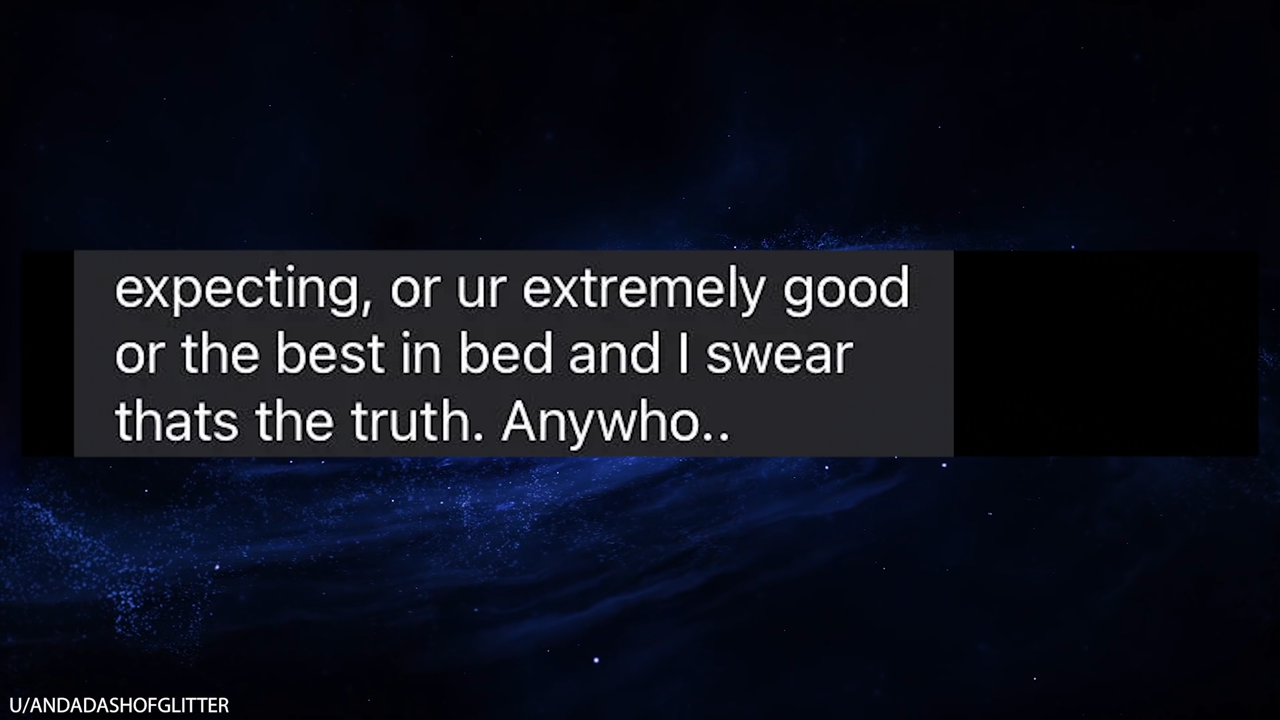 expecting, or ur extremely good
or the best in bed and I swear
thats the truth. Anywho..
U/ANDADASHOFGLITTER